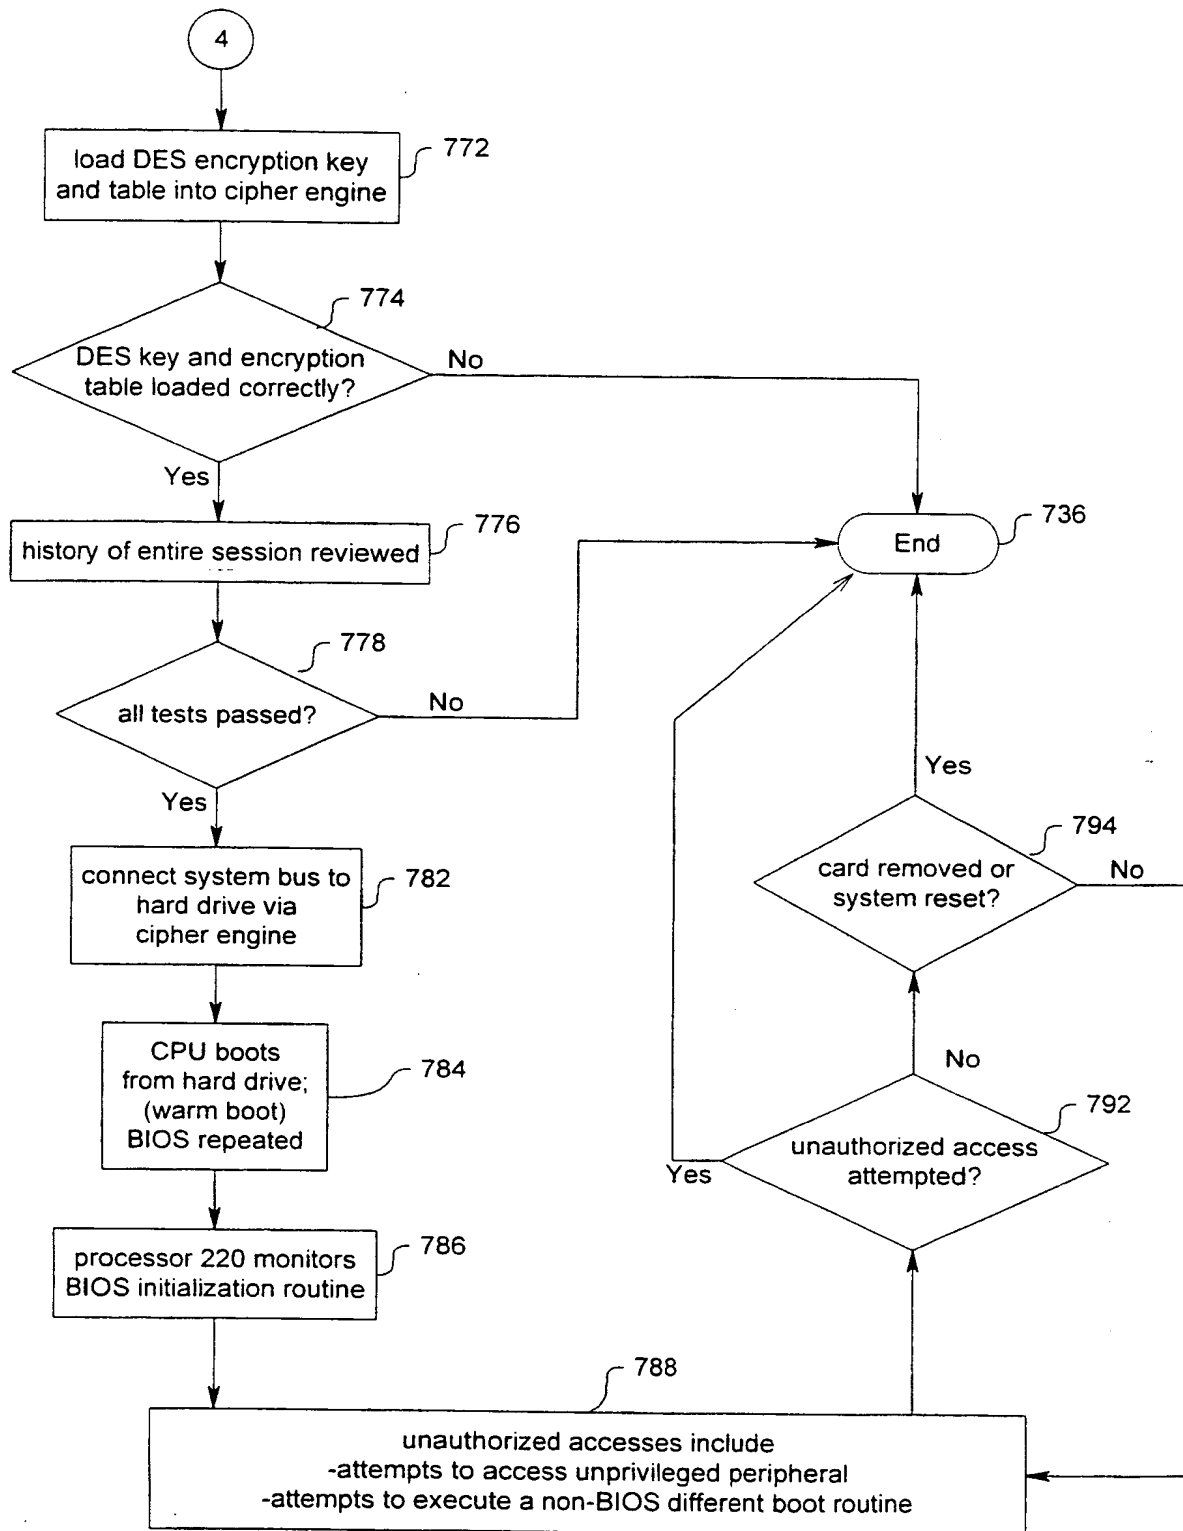 4
load DES encryption key
and table into cipher engine
772
774
DES key and encryption
table loaded correctly?
No
Yes
history of entire session reviewed
776
End
736
778
all tests passed?
No
Yes
connect system bus to
hard drive via
cipher engine
782
CPU boots
from hard drive;
(warm boot)
BIOS repeated
784
processor 220 monitors
BIOS initialization routine
786
788
unauthorized accesses include
-attempts to access unprivileged peripheral
-attempts to execute a non-BIOS different boot routine
792
unauthorized access
attempted?
Yes
No
794
card removed or
system reset?
Yes
No